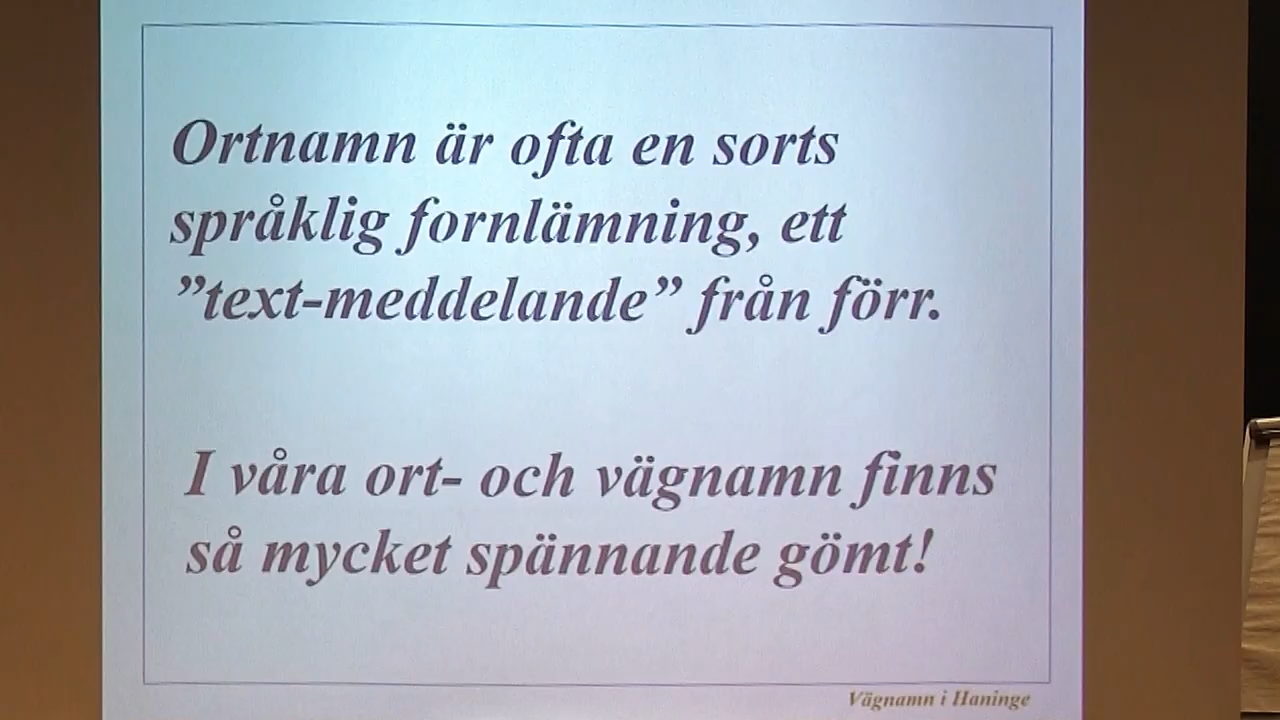 Ortnamn är ofta en sorts
språklig fornlämning, ett
”text-meddelande” från förr.
I våra ort- och vägnamn finns
så mycket spännande gömt!
Vägnamn i Haninge